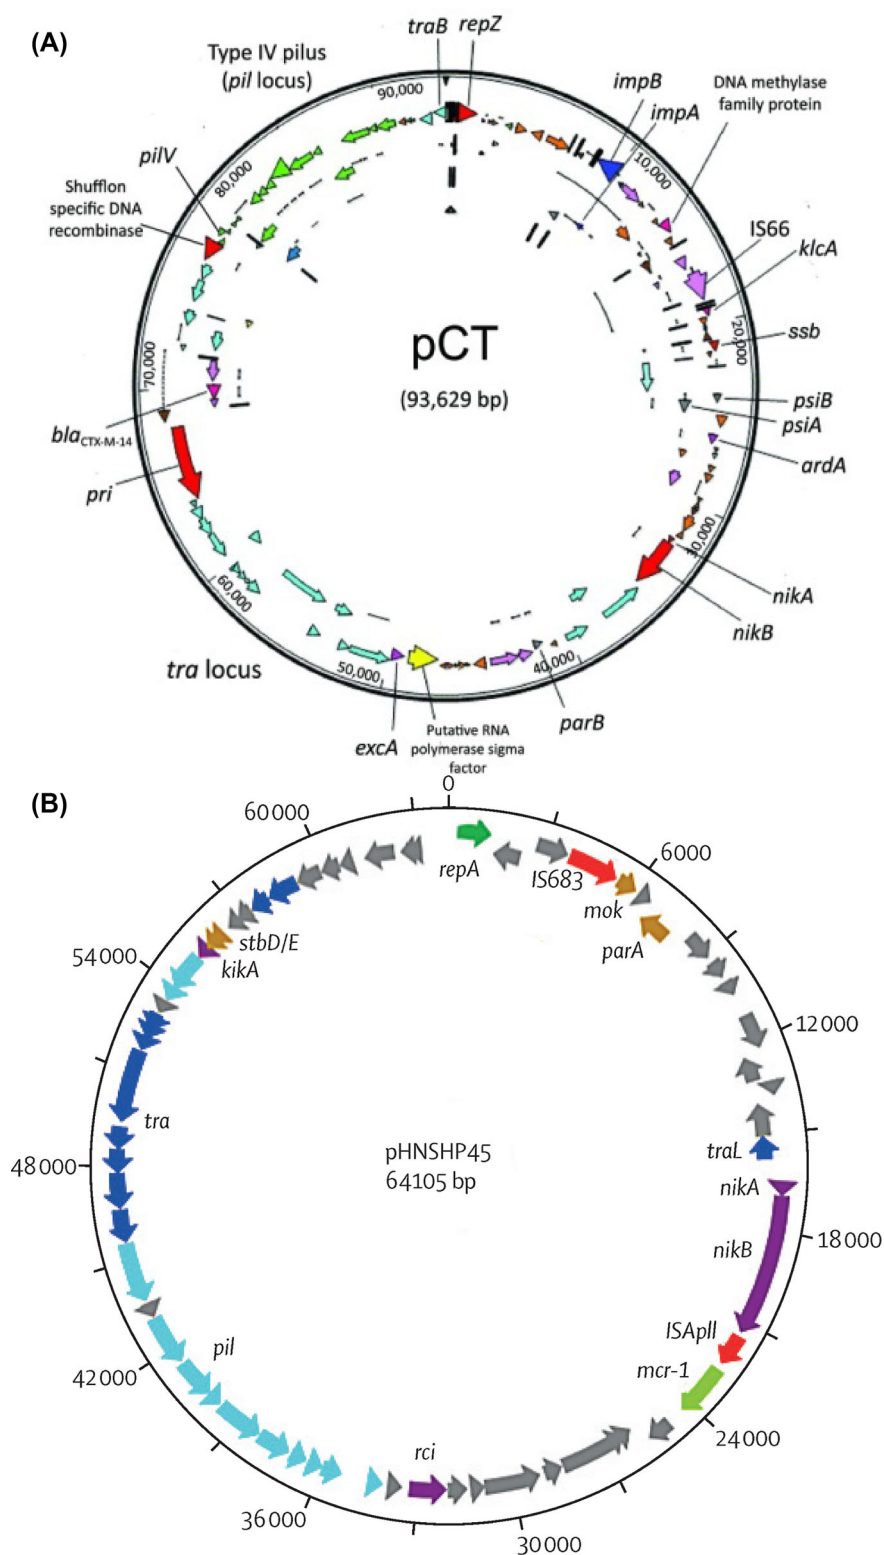 (A)
traB repZ
Type IV pilus
(pil locus)
90,000
impB
impA
DNA methylase
family protein
10,000
pilV
80,000
Shufflon
specific DNA
recombinase
IS66
klcA
20,000
ssb
pCT
(93,629 bp)
70,000
psiB
psiA
blaCTX-M-14
ardA
pri
30,000
nikA
nikB
60,000
tra locus
50,000
40,000
parB
excA
Putative RNA
polymerase sigma
factor
(B)
0
60000
repA
IS683
6000
mok
parA
stbD/E
kikA
54000
12000
tra
pHNSHP45
64105 bp
traL
48000
nikA
nikB
18000
ISApll
mcr-1
pil
42000
24000
rci
36000
30000